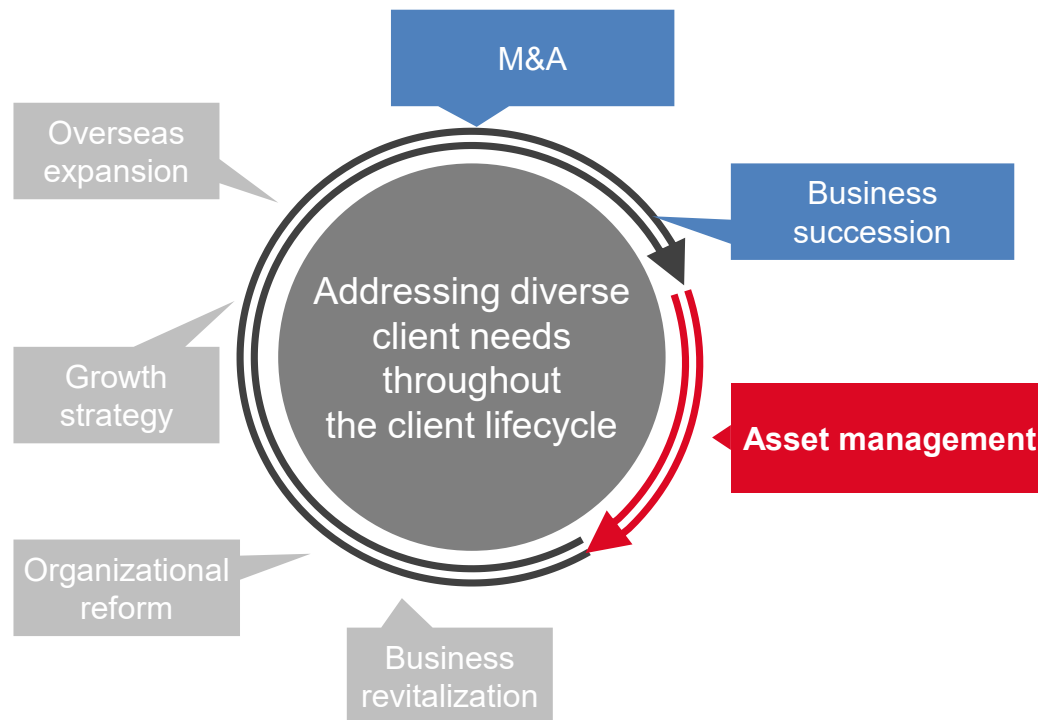 M&A
Overseas
expansion
Business
succession
Addressing diverse
client needs
throughout
the client lifecycle
Growth
strategy
Asset management
Organizational
reform
Business
revitalization